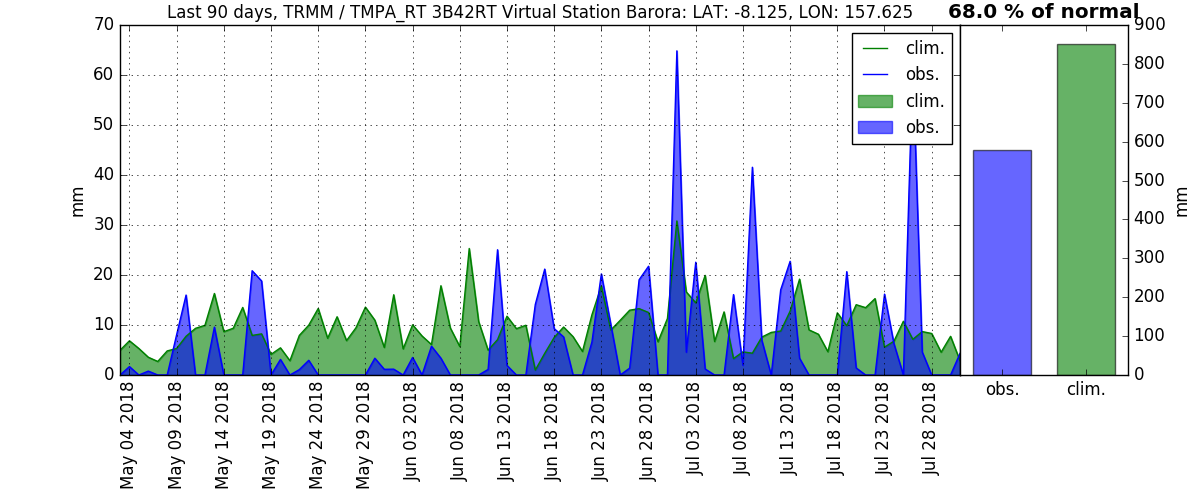 Last 90 days, TRMM / TMPA_RT 3B42RT Virtual Station Barora: LAT: -8.125, LON: 157.625
68.0 % of normal
mm
70
60
50
40
30
20
10
0
clim.
obs.
clim.
obs.
900
800
700
600
500
400
300
200
100
0
mm
May 04 2018
May 09 2018
May 14 2018
May 19 2018
May 24 2018
May 29 2018
Jun 03 2018
Jun 08 2018
Jun 13 2018
Jun 18 2018
Jun 23 2018
Jun 28 2018
Jul 03 2018
Jul 08 2018
Jul 13 2018
Jul 18 2018
Jul 23 2018
Jul 28 2018
obs.
clim.